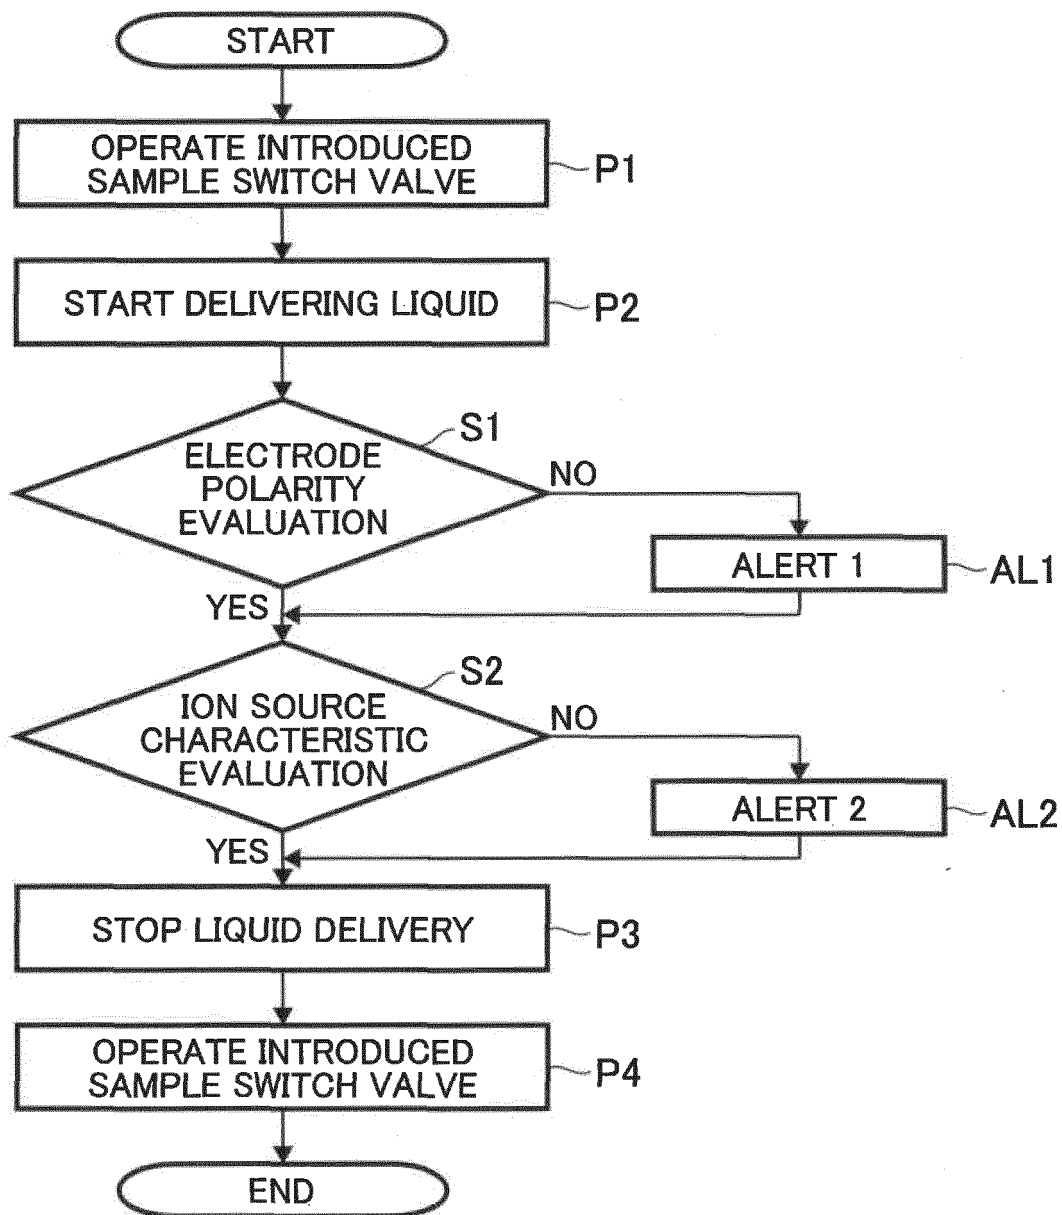 START
OPERATE INTRODUCED
SAMPLE SWITCH VALVE
P1
START DELIVERING LIQUID
P2
S1
ELECTRODE
POLARITY
EVALUATION
NO
ALERT 1
AL1
YES
S2
ION SOURCE
CHARACTERISTIC
EVALUATION
NO
ALERT 2
AL2
YES
STOP LIQUID DELIVERY
P3
OPERATE INTRODUCED
SAMPLE SWITCH VALVE
P4
END